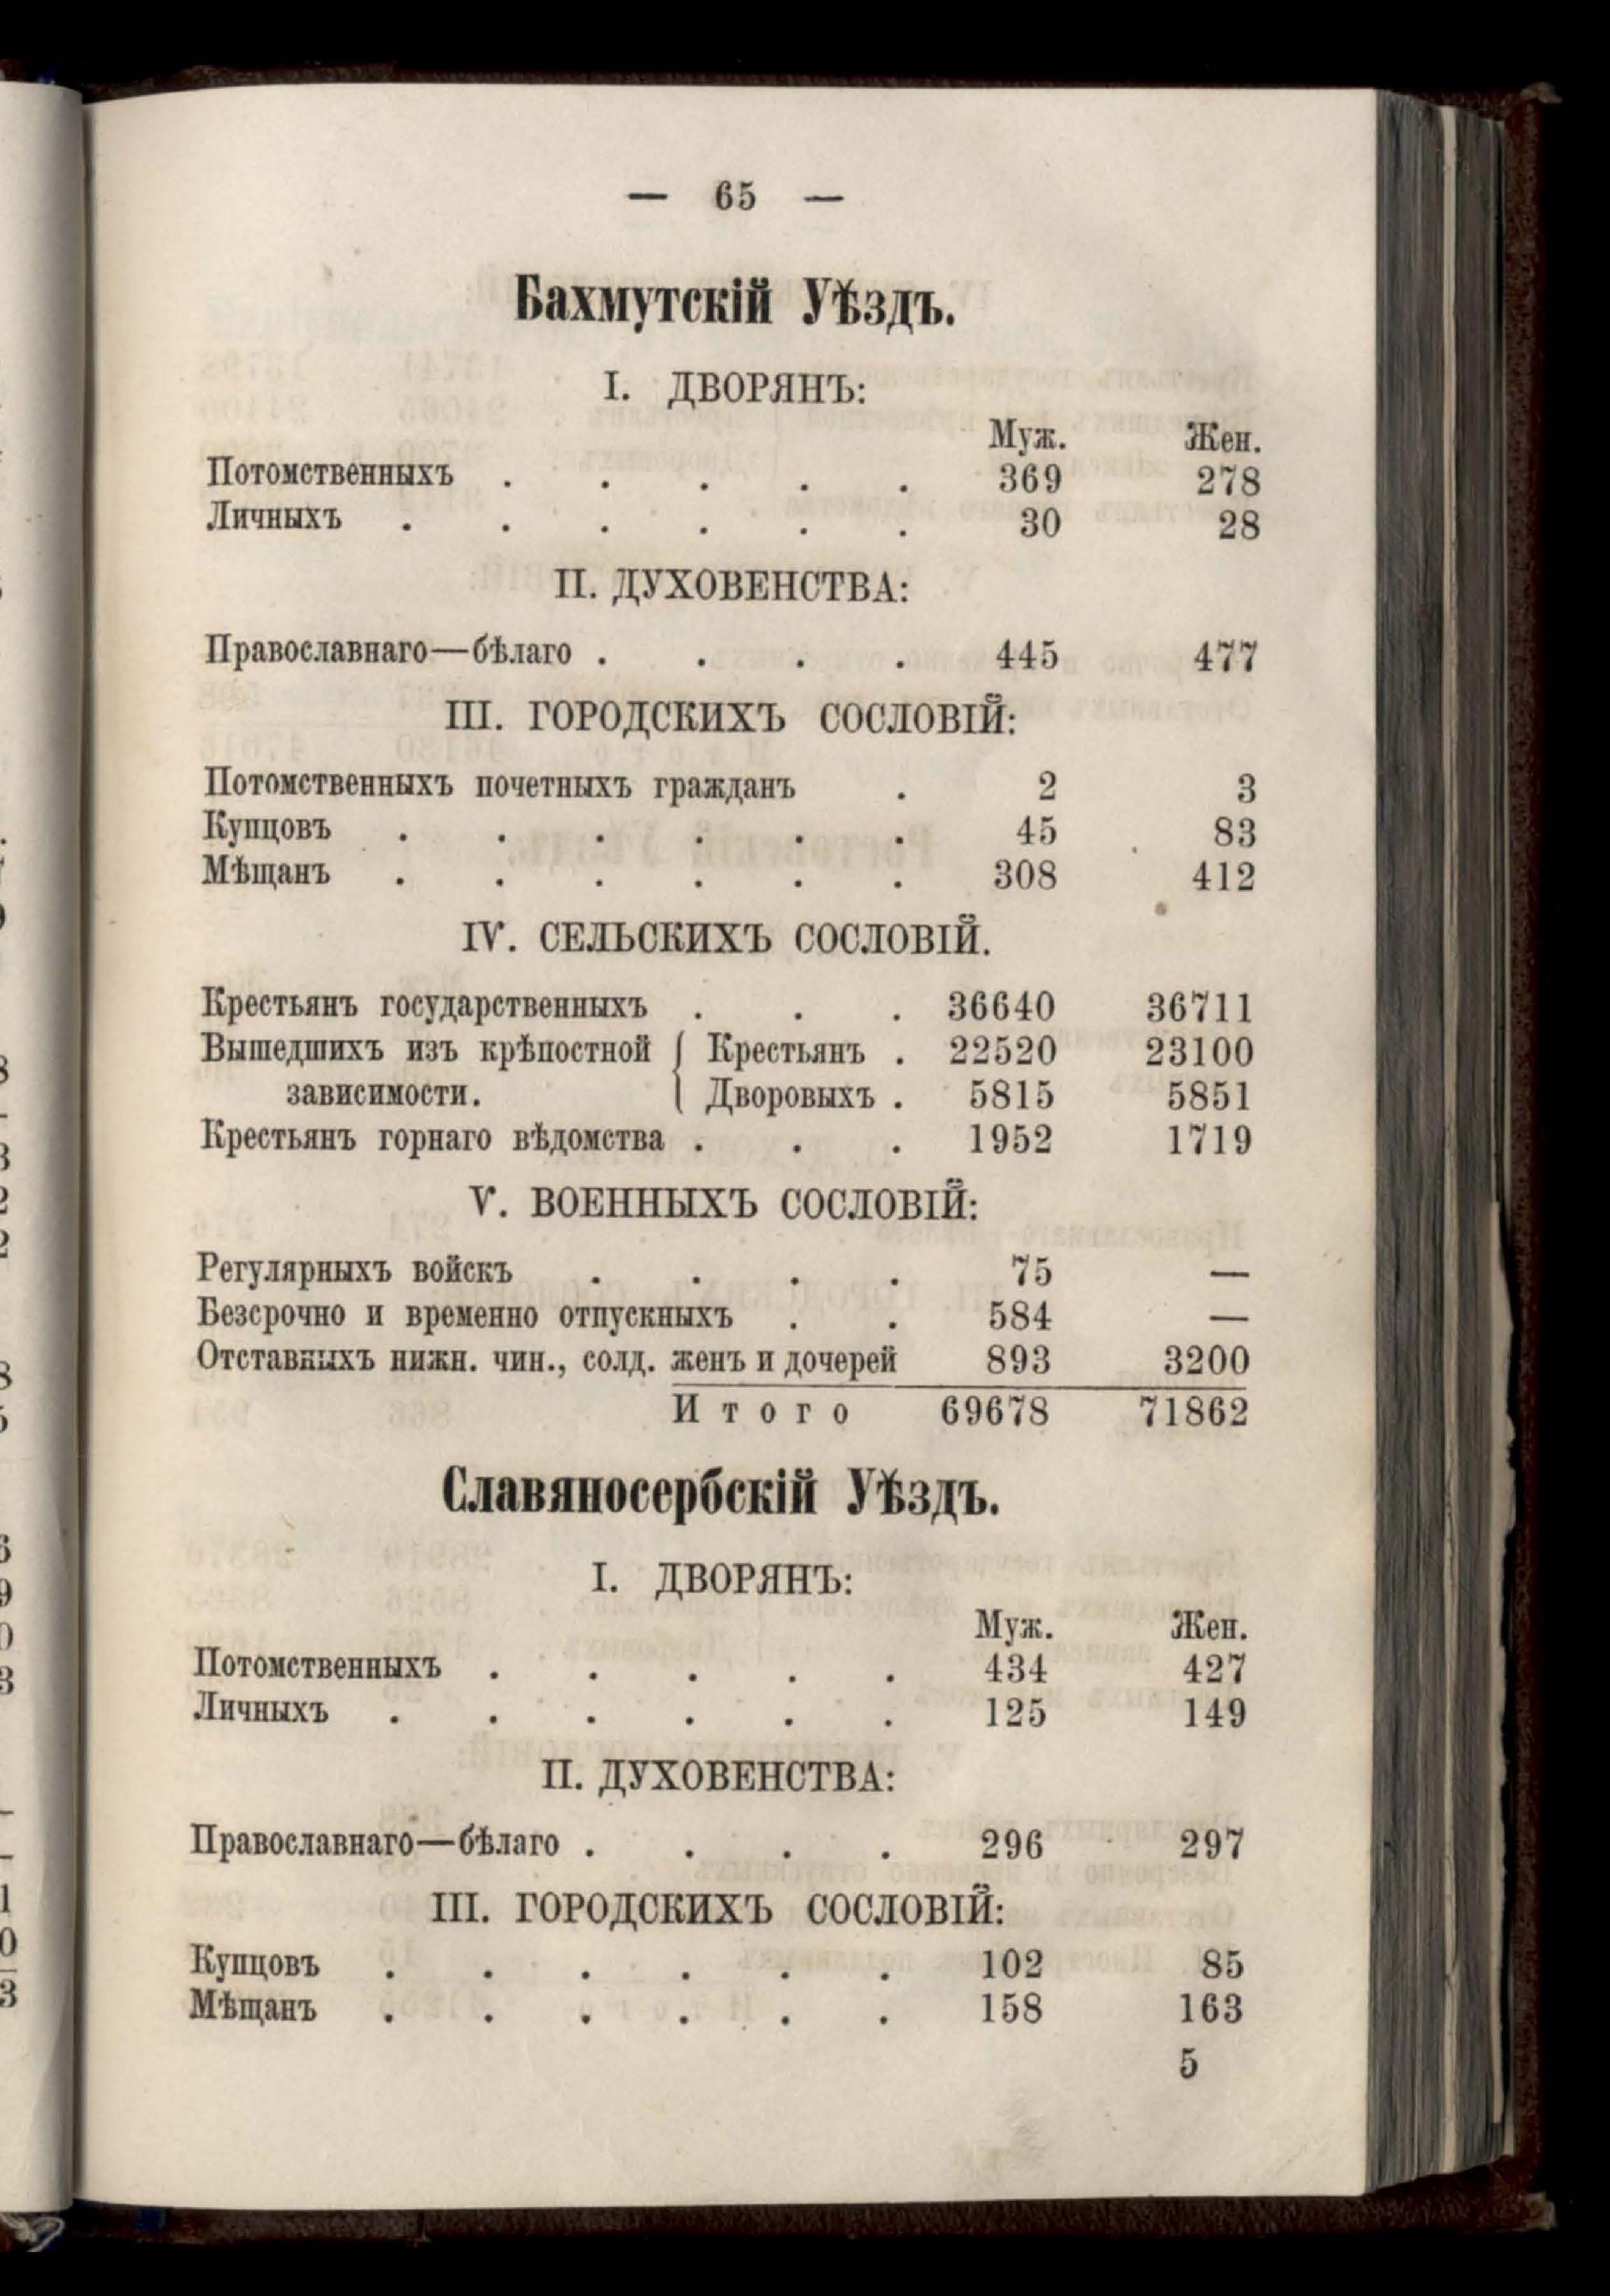 — 65 —
Бахмутскій Уѣздъ.
I. ДВОРЯНЪ:
Муж. Жен.
Потомственныхъ . . . . . 369 278
Личныхъ . . . . . . 30 28
II. ДУХОВЕНСТВА:
Православнаго—бѣлаго . . . . 445 477
III. ГОРОДСКИХЪ СОСЛОВІЙ:
Потомственныхъ почетныхъ гражданъ . 2 3
Купцовъ . . . . . . 45 83
Мѣщанъ . . . . . . 308 412
IV. СЕЛЬСКИХЪ СОСЛОВІЙ.
Крестьянъ государственныхъ . . . 36640 36711
Вышедшихъ изъ крѣпостной { Крестьянъ . 22520 23100
зависимости. { Дворовыхъ . 5815 5851
Крестьянъ горнаго вѣдомства . . . 1952 1719
V. ВОЕННЫХЪ СОСЛОВІЙ:
Регулярныхъ войскъ . . . . 75 —
Безсрочно и временно отпускныхъ . . 584 —
Отставныхъ нижн. чин., солд. женъ и дочерей 893 3200
Итого 69678 71862
Славяносербскій Уѣздъ.
I. ДВОРЯНЪ:
Муж. Жен.
Потомственныхъ . . . . . 434 427
Личныхъ . . . . . . 125 149
II. ДУХОВЕНСТВА:
Православнаго—бѣлаго . . . . 296 297
III. ГОРОДСКИХЪ СОСЛОВІЙ:
Купцовъ . . . . . . 102 85
Мѣщанъ . . . . . . 158 163
5